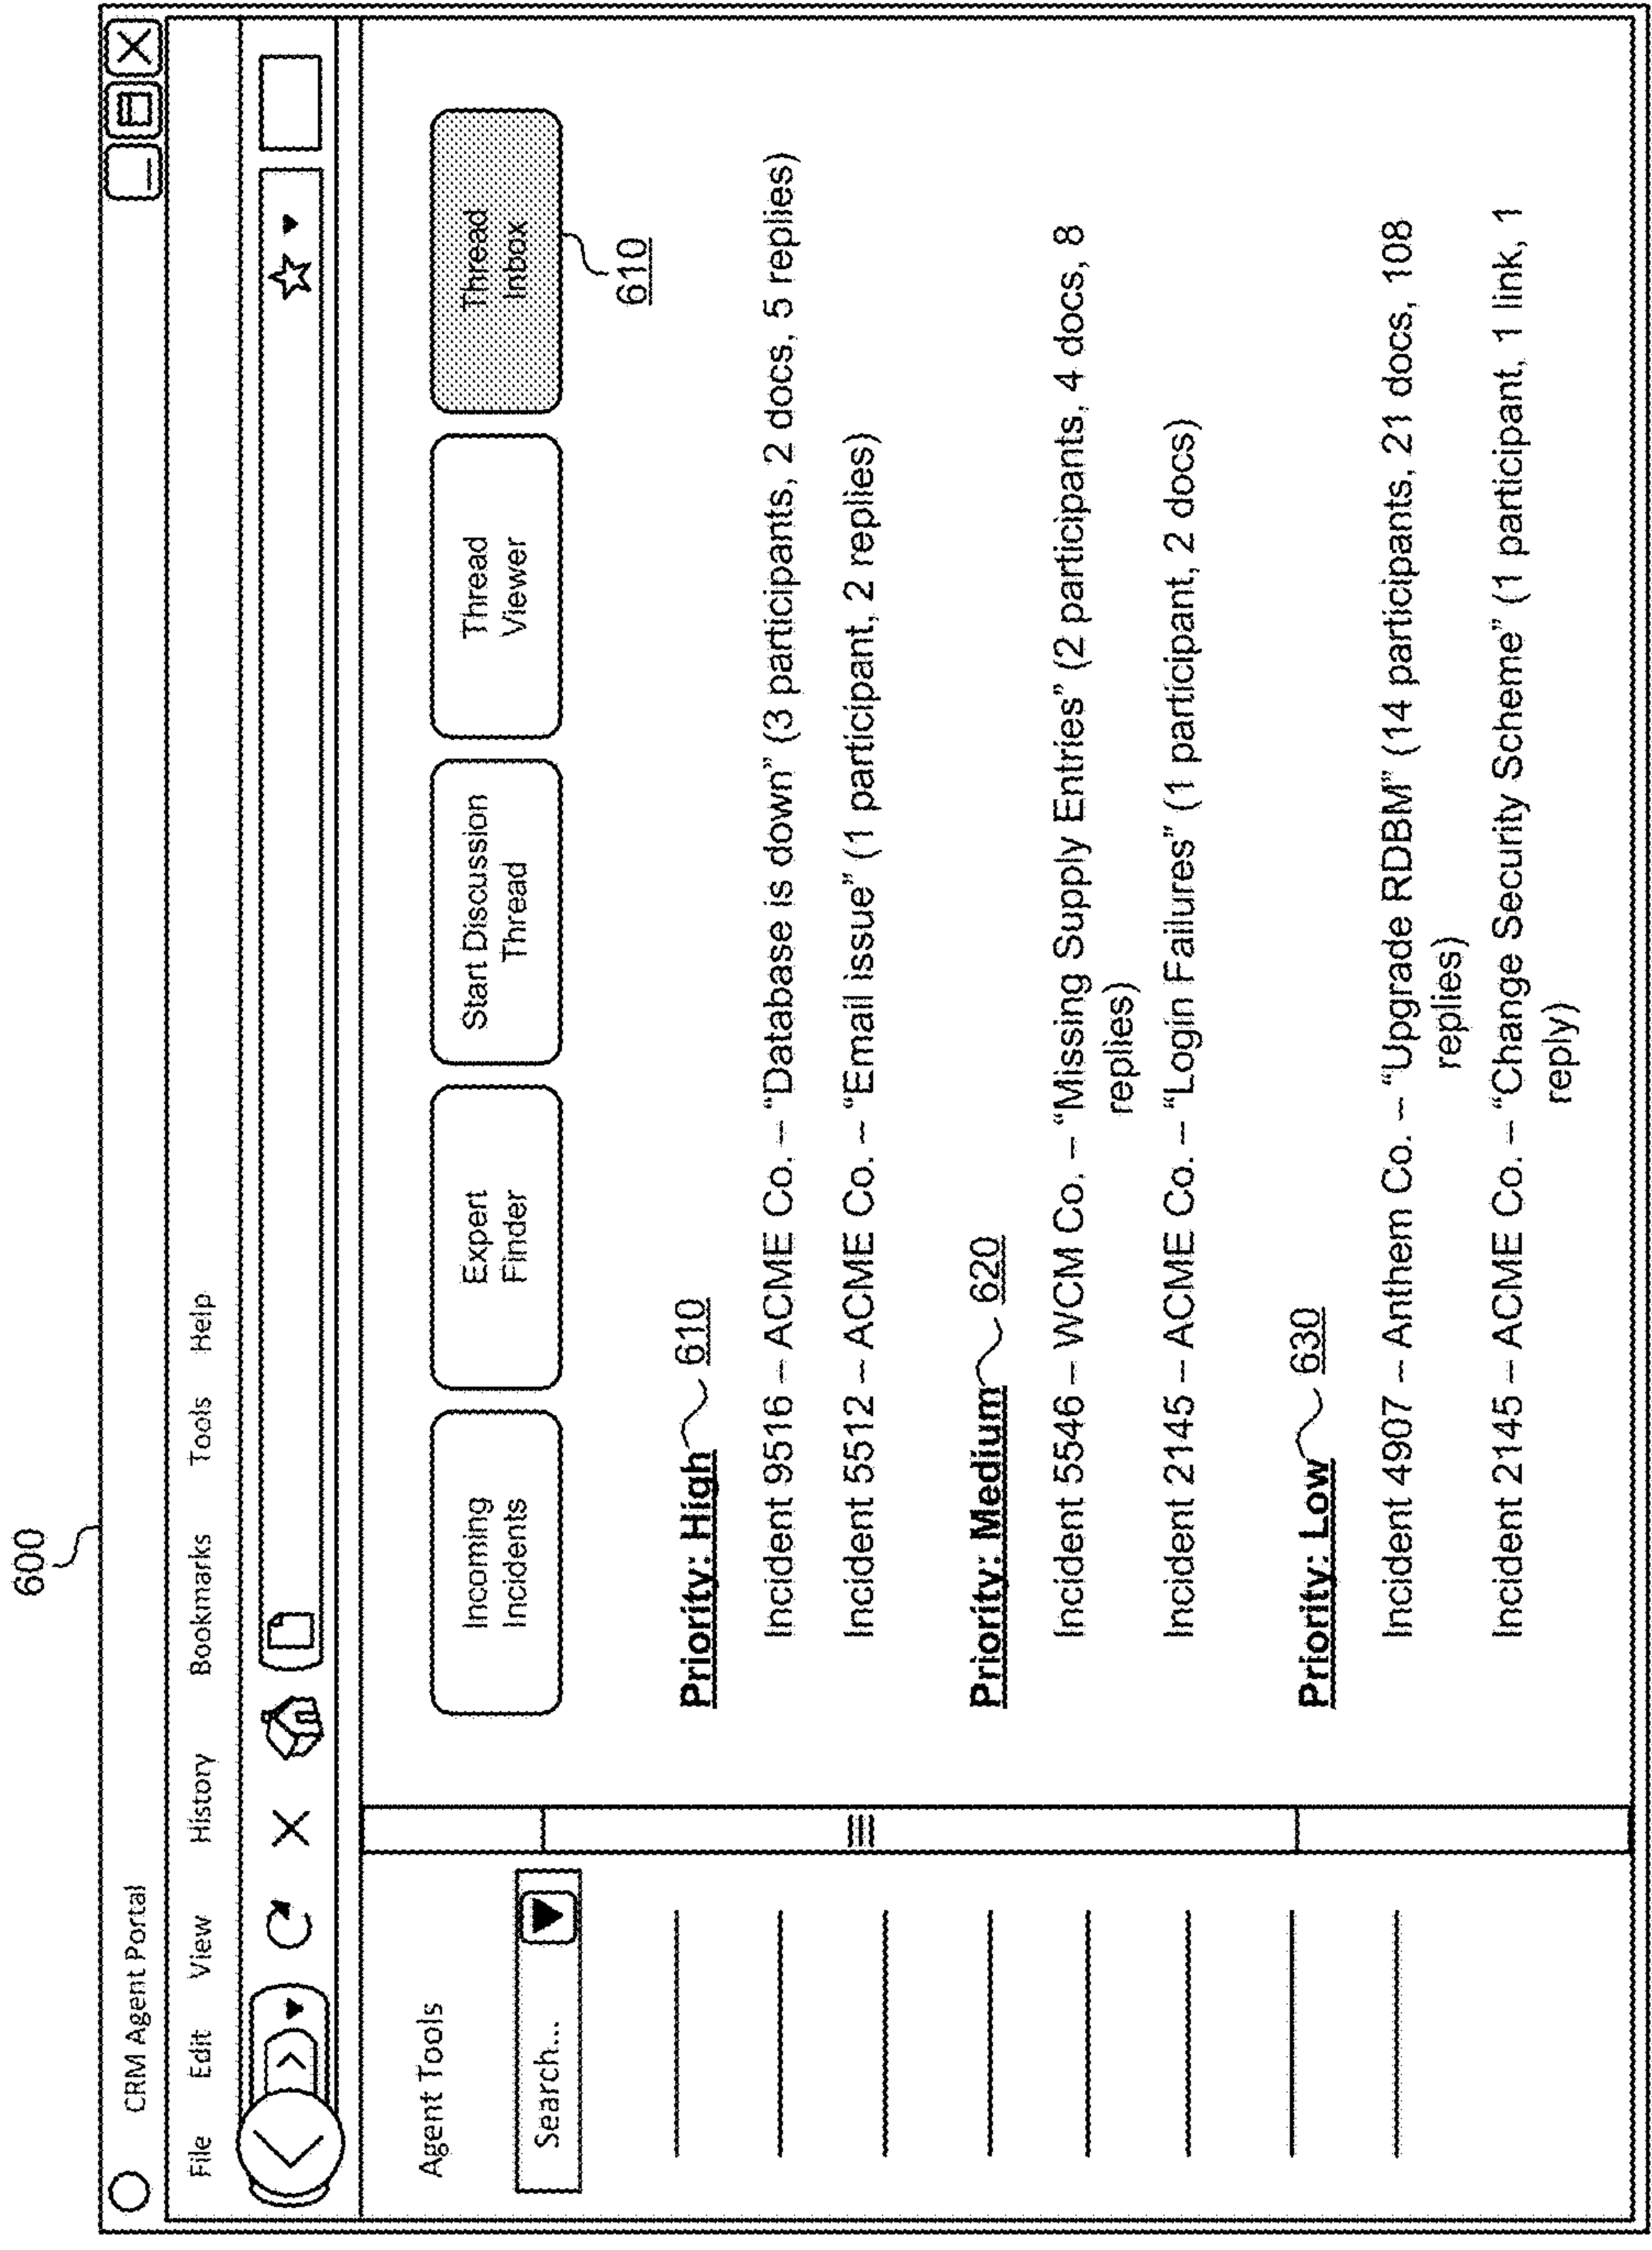 600
CRM Agent Portal
File Edit View History Bookmarks Tools Help
Agent Tools
Search...
Incoming
Incidents
Expert
Finder
Start Discussion
Thread
Thread
Viewer
Thread
Inbox
610
Priority: High 610
Incident 9516 – ACME Co. – “Database is down” (3 participants, 2 docs, 5 replies)
Incident 5512 – ACME Co. – “Email issue” (1 participant, 2 replies)
Priority: Medium 620
Incident 5546 – WCM Co. – “Missing Supply Entries” (2 participants, 4 docs, 8
replies)
Incident 2145 – ACME Co. – “Login Failures” (1 participant, 2 docs)
Priority: Low 630
Incident 4907 – Anthem Co. – “Upgrade RDBM” (14 participants, 21 docs, 108
replies)
Incident 2145 – ACME Co. – “Change Security Scheme” (1 participant, 1 link, 1
reply)